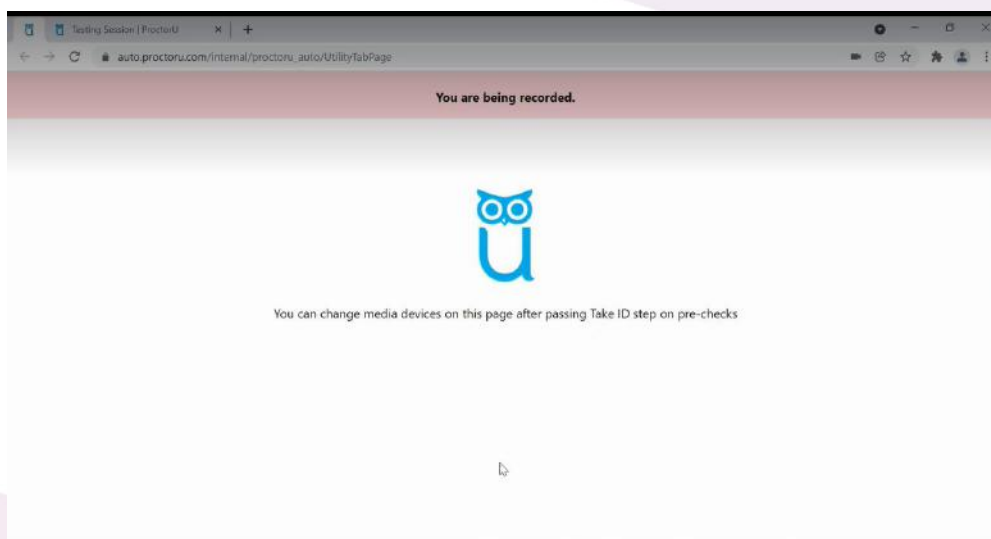 Testing Session | ProctorU
auto.proctoru.com/internal/proctoru_auto/UtilityTabPage
You are being recorded.
u
You can change media devices on this page after passing Take ID step on pre-checks